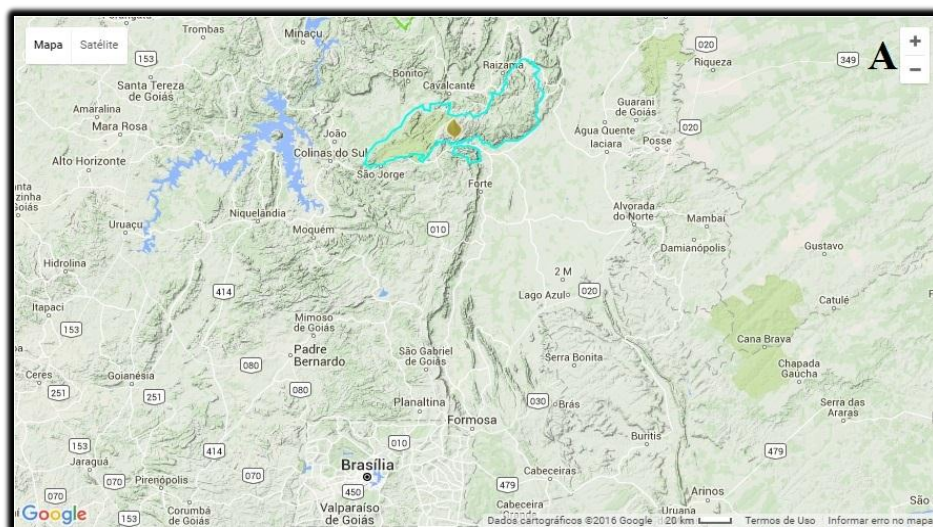 Trombas
Minaçu
Mapa
Satélite
153
020
A
+
Riqueza
349
−
Bonito
Raizama
Cavalcante
Santa Tereza
de Goiás
Guarani
de Goiás
Amaralina
Mara Rosa
João
020
Colinas do Sul
Água Quente
Iaciara
Posse
Alto Horizonte
São Jorge
Forte
Niquelândia
Uruaçu
Moquém
010
Alvorada
do Norte
Mambaí
Damianópolis
Gustavo
Hidrolina
2 M
Lago Azul
020
414
Catulé
Itapaci
153
Mimoso
de Goiás
Padre
Bernardo
São Gabriel
de Goiás
Serra Bonita
Cana Brava
Chapada
Gaúcha
Ceres
Goianésia
080
080
251
251
Planaltina
030
Brás
Serra das
Araras
Formosa
153
414
010
Buritis
479
Jaraguá
Brasília
070
070
Pirenópolis
450
479
Cabeceiras
070
Corumbá
de Goiás
Valparaíso
de Goiás
Cabeceira
Arinos
São
Uruana
Google
Dados cartográficos ©2016 Google
20 km
Termos de Uso
Informar erro no mapa